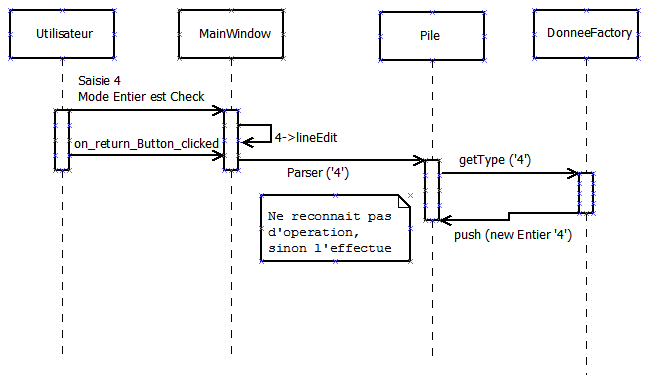 Utilisateur
MainWindow
Pile
DonneeFactory
Saisie 4
Mode Entier est Check
on_return_Button_clicked
4->lineEdit
Parser ('4')
getType ('4')
push (new Entier '4')
Ne reconnait pas
d'operation,
sinon l'effectue